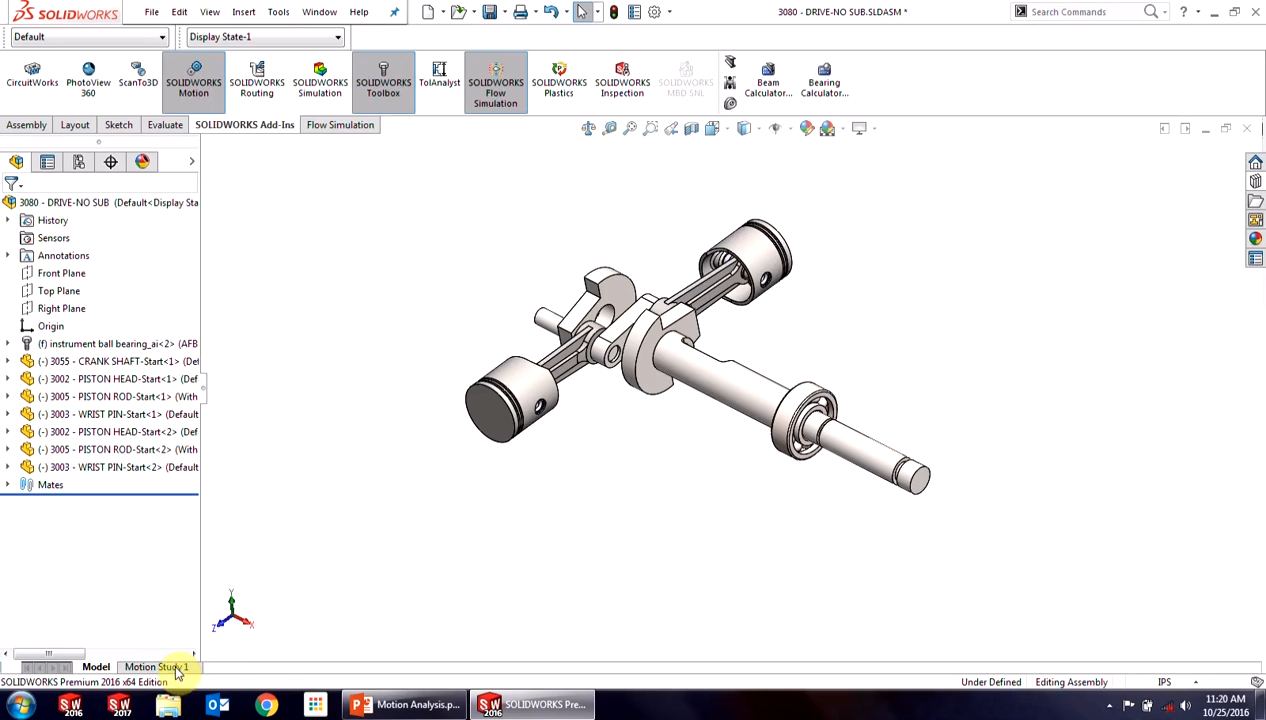 SOLIDWORKS
File Edit View Insert Tools Window Help
3080 - DRIVE-NO SUB.SLDASM *
Search Commands
?
Default
Display State-1
CircuitWorks
PhotoView 360
ScanTo3D
SOLIDWORKS Motion
SOLIDWORKS Routing
SOLIDWORKS Simulation
SOLIDWORKS Toolbox
TolAnalyst
SOLIDWORKS Flow Simulation
SOLIDWORKS Plastics
SOLIDWORKS Inspection
SOLIDWORKS MBD SNL
Beam Calculator...
Bearing Calculator...
Assembly Layout Sketch Evaluate SOLIDWORKS Add-Ins Flow Simulation
3080 - DRIVE-NO SUB (Default<Display Sta
History
Sensors
Annotations
Front Plane
Top Plane
Right Plane
Origin
(f) instrument ball bearing_ai<2> (AFB
(-) 3055 - CRANK SHAFT-Start<1> (De
(-) 3002 - PISTON HEAD-Start<1> (Def
(-) 3005 - PISTON ROD-Start<1> (With
(-) 3003 - WRIST PIN-Start<1> (Default
(-) 3002 - PISTON HEAD-Start<2> (Def
(-) 3005 - PISTON ROD-Start<2> (With
(-) 3003 - WRIST PIN-Start<2> (Default
Mates
Y
Z X
Model Motion Study 1
SOLIDWORKS Premium 2016 x64 Edition
Under Defined Editing Assembly IPS
SW 2016
SW 2017
Motion Analysis.p...
SW 2016
SOLIDWORKS Pre...
11:20 AM
10/25/2016